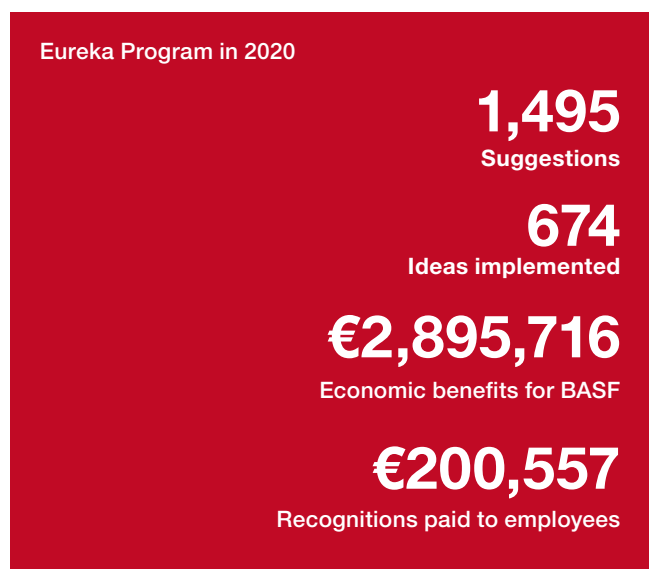 Eureka Program in 2020
1,495
Suggestions
674
Ideas implemented
€2,895,716
Economic benefits for BASF
€200,557
Recognitions paid to employees